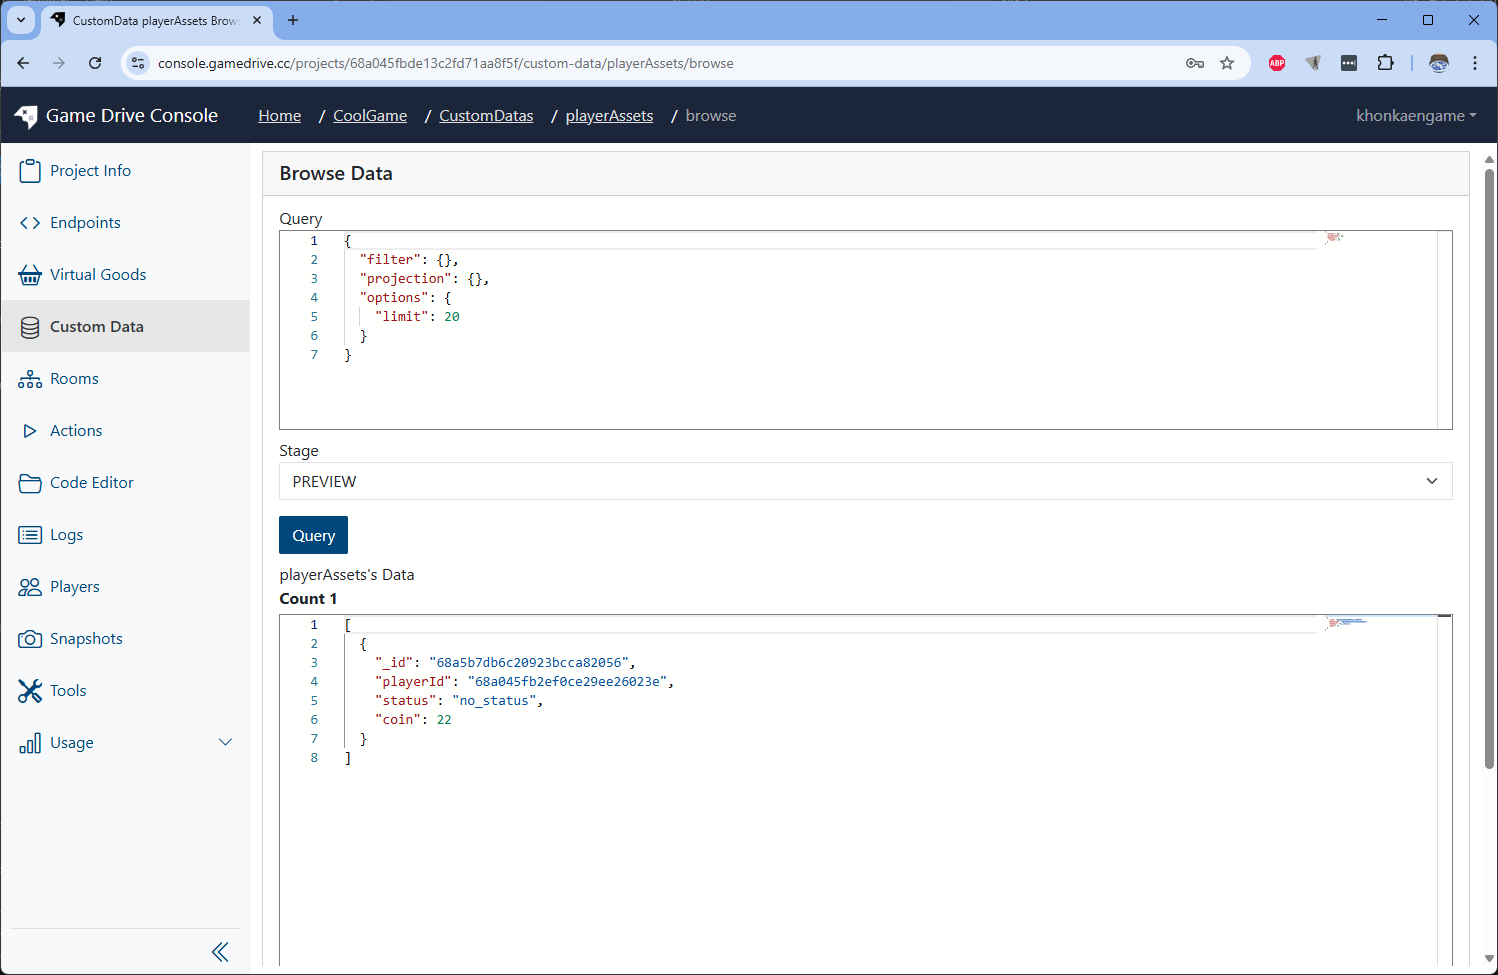 CustomData playerAssets Brow
console.gamedrive.cc/projects/68a045fbde13c2fd71aa8f5f/custom-data/playerAssets/browse
ABP
Game Drive Console
Home / CoolGame / CustomDatas / playerAssets / browse
khonkaengame
Project Info
Endpoints
Virtual Goods
Custom Data
Rooms
Actions
Code Editor
Logs
Players
Snapshots
Tools
Usage
Browse Data
Query
1 {
2 "filter": {},
3 "projection": {},
4 "options": {
5 "limit": 20
6 }
7 }
Stage
PREVIEW
Query
playerAssets's Data
Count 1
1 [
2 {
3 "_id": "68a5b7db6c20923bcca82056",
4 "playerId": "68a045fb2ef0ce29ee26023e",
5 "status": "no_status",
6 "coin": 22
7 }
8 ]